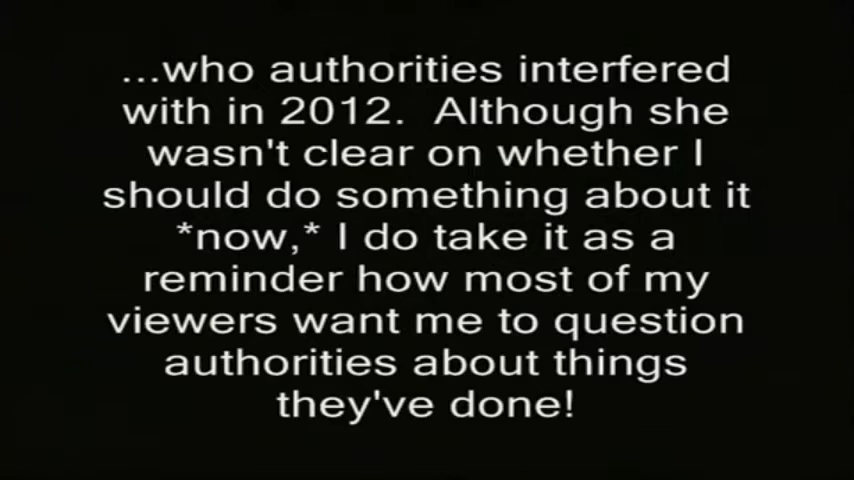 ...who authorities interfered
with in 2012.  Although she
wasn't clear on whether I
should do something about it
*now,* I do take it as a
reminder how most of my
viewers want me to question
authorities about things
they've done!